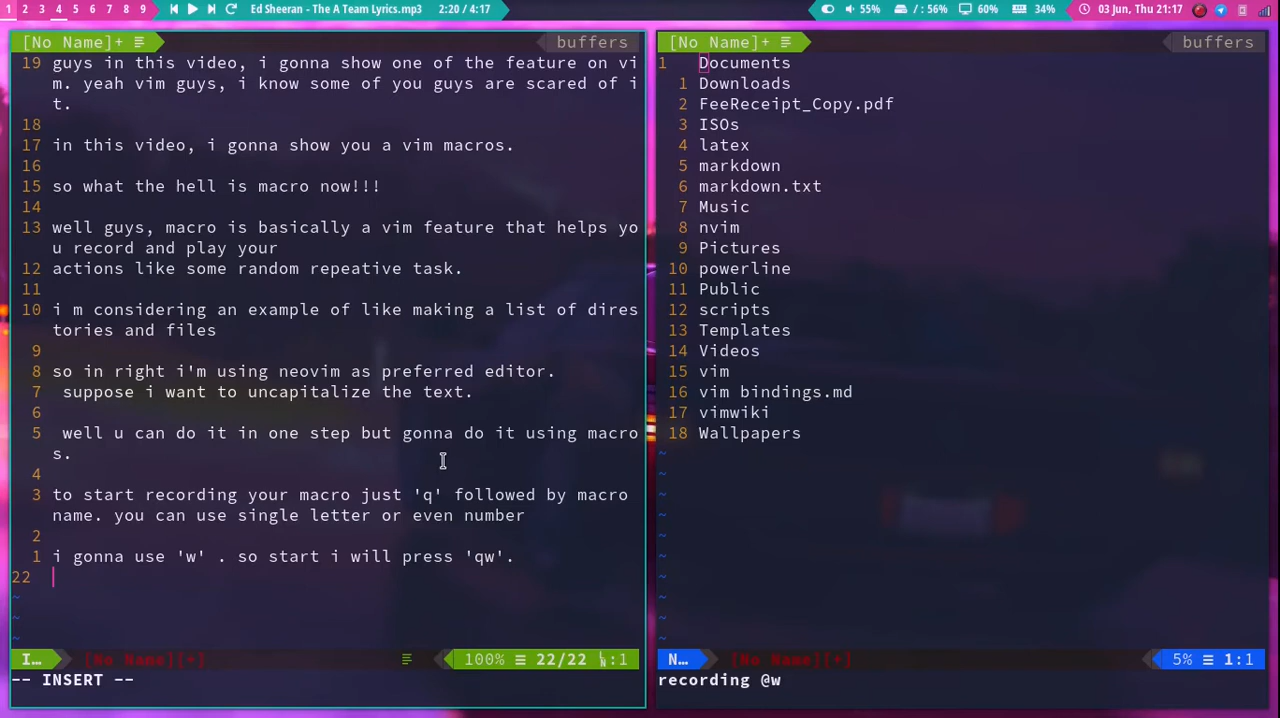 1 2 3 4 5 6 7 8 9 Ed Sheeran - The A Team Lyrics.mp3 2:20 / 4:17 55% / : 56% 60% 34% 03 Jun, Thu 21:17
[No Name]+ buffers
19 guys in this video, i gonna show one of the feature on vi
m. yeah vim guys, i know some of you guys are scared of i
t.
18
17 in this video, i gonna show you a vim macros.
16
15 so what the hell is macro now!!!
14
13 well guys, macro is basically a vim feature that helps yo
u record and play your
12 actions like some random repeative task.
11
10 i m considering an example of like making a list of dires
tories and files
9
8 so in right i'm using neovim as preferred editor.
7 suppose i want to uncapitalize the text.
6
5 well u can do it in one step but gonna do it using macro
s.
4
3 to start recording your macro just 'q' followed by macro
name. you can use single letter or even number
2
1 i gonna use 'w' . so start i will press 'qw'.
22
~
~
~
I... [No Name][+] 100% 22/22 :1
-- INSERT --
[No Name]+ buffers
1 Documents
1 Downloads
2 FeeReceipt_Copy.pdf
3 ISOs
4 latex
5 markdown
6 markdown.txt
7 Music
8 nvim
9 Pictures
10 powerline
11 Public
12 scripts
13 Templates
14 Videos
15 vim
16 vim bindings.md
17 vimwiki
18 Wallpapers
~
~
~
~
~
~
~
~
~
~
N... [No Name][+] 5% 1:1
recording @w